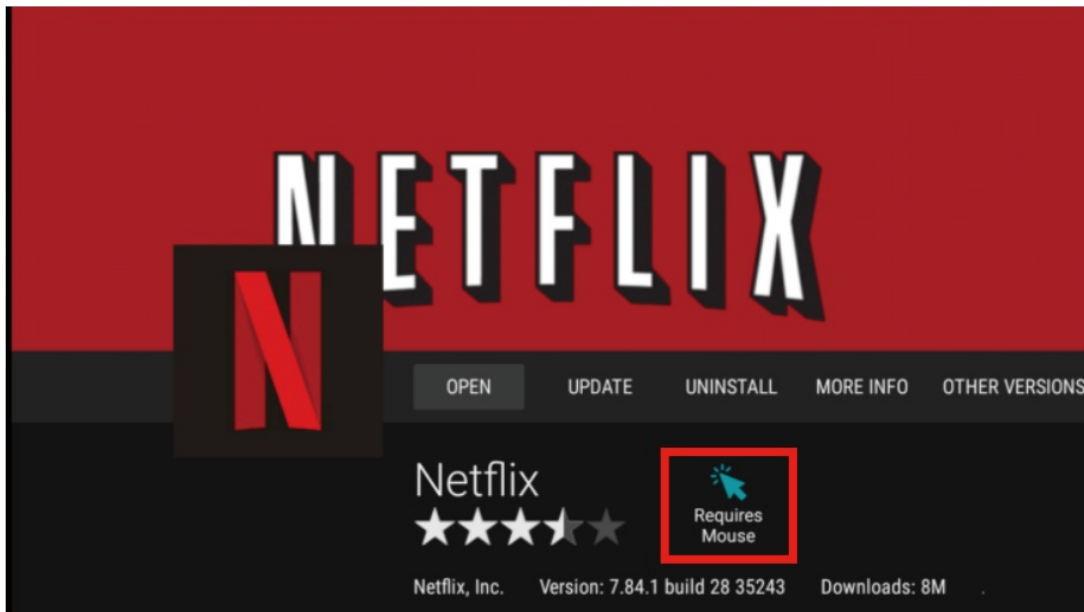 NETFLIX
N
OPEN UPDATE UNINSTALL MORE INFO OTHER VERSIONS
Netflix
Requires
Mouse
Netflix, Inc. Version: 7.84.1 build 28 35243 Downloads: 8M